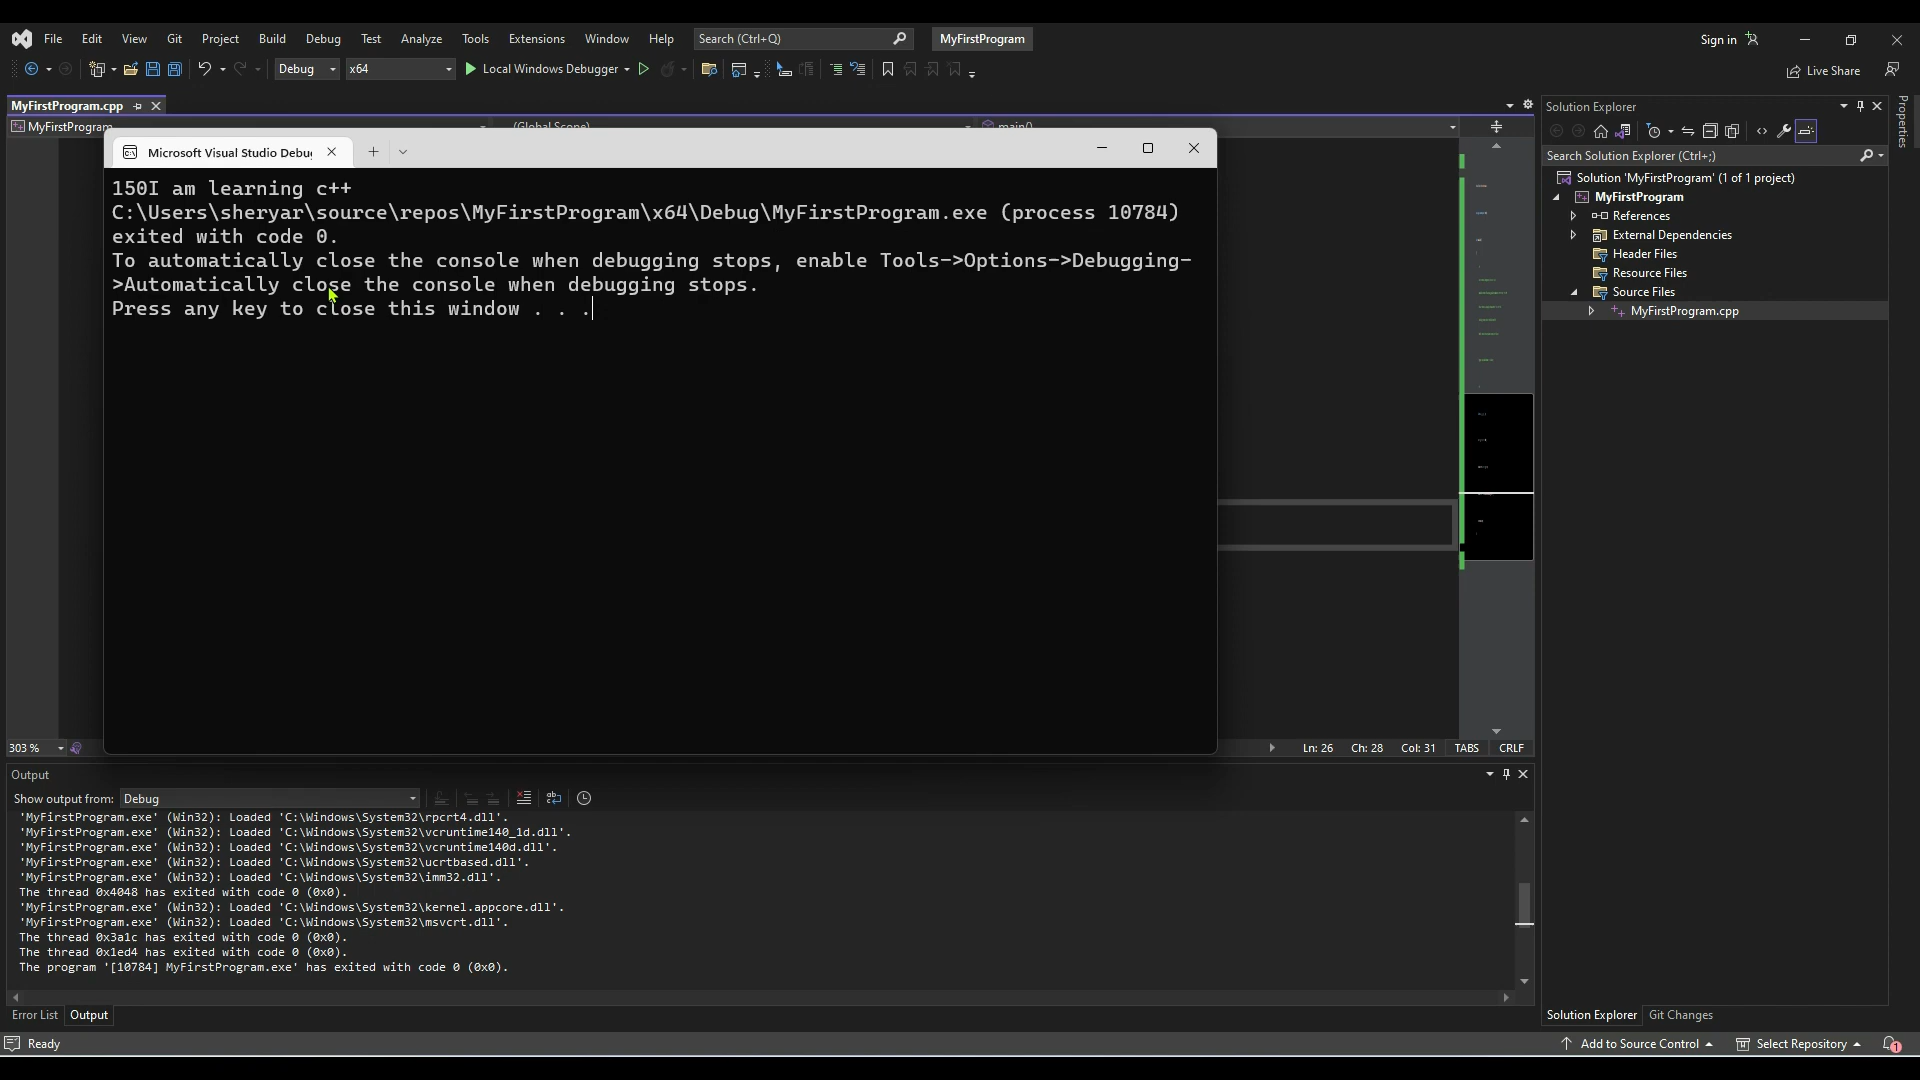 File Edit View Git Project Build Debug Test Analyze Tools Extensions Window Help Search (Ctrl+Q) MyFirstProgram Sign in
Debug x64 Local Windows Debugger Live Share
MyFirstProgram.cpp
MyFirstProgram (Global Scope) main()
Microsoft Visual Studio Debug
150I am learning c++
C:\Users\sheryar\source\repos\MyFirstProgram\x64\Debug\MyFirstProgram.exe (process 10784)
exited with code 0.
To automatically close the console when debugging stops, enable Tools->Options->Debugging-
>Automatically close the console when debugging stops.
Press any key to close this window . . .
303 % Ln: 26 Ch: 28 Col: 31 TABS CRLF
Solution Explorer
Search Solution Explorer (Ctrl+;)
Solution 'MyFirstProgram' (1 of 1 project)
MyFirstProgram
References
External Dependencies
Header Files
Resource Files
Source Files
MyFirstProgram.cpp
Properties
Output
Show output from: Debug
'MyFirstProgram.exe' (Win32): Loaded 'C:\Windows\System32\rpcrt4.dll'.
'MyFirstProgram.exe' (Win32): Loaded 'C:\Windows\System32\vcruntime140_1d.dll'.
'MyFirstProgram.exe' (Win32): Loaded 'C:\Windows\System32\vcruntime140d.dll'.
'MyFirstProgram.exe' (Win32): Loaded 'C:\Windows\System32\ucrtbased.dll'.
'MyFirstProgram.exe' (Win32): Loaded 'C:\Windows\System32\imm32.dll'.
The thread 0x4048 has exited with code 0 (0x0).
'MyFirstProgram.exe' (Win32): Loaded 'C:\Windows\System32\kernel.appcore.dll'.
'MyFirstProgram.exe' (Win32): Loaded 'C:\Windows\System32\msvcrt.dll'.
The thread 0x3a1c has exited with code 0 (0x0).
The thread 0x1ed4 has exited with code 0 (0x0).
The program '[10784] MyFirstProgram.exe' has exited with code 0 (0x0).
Error List Output
Solution Explorer Git Changes
Ready Add to Source Control Select Repository 1